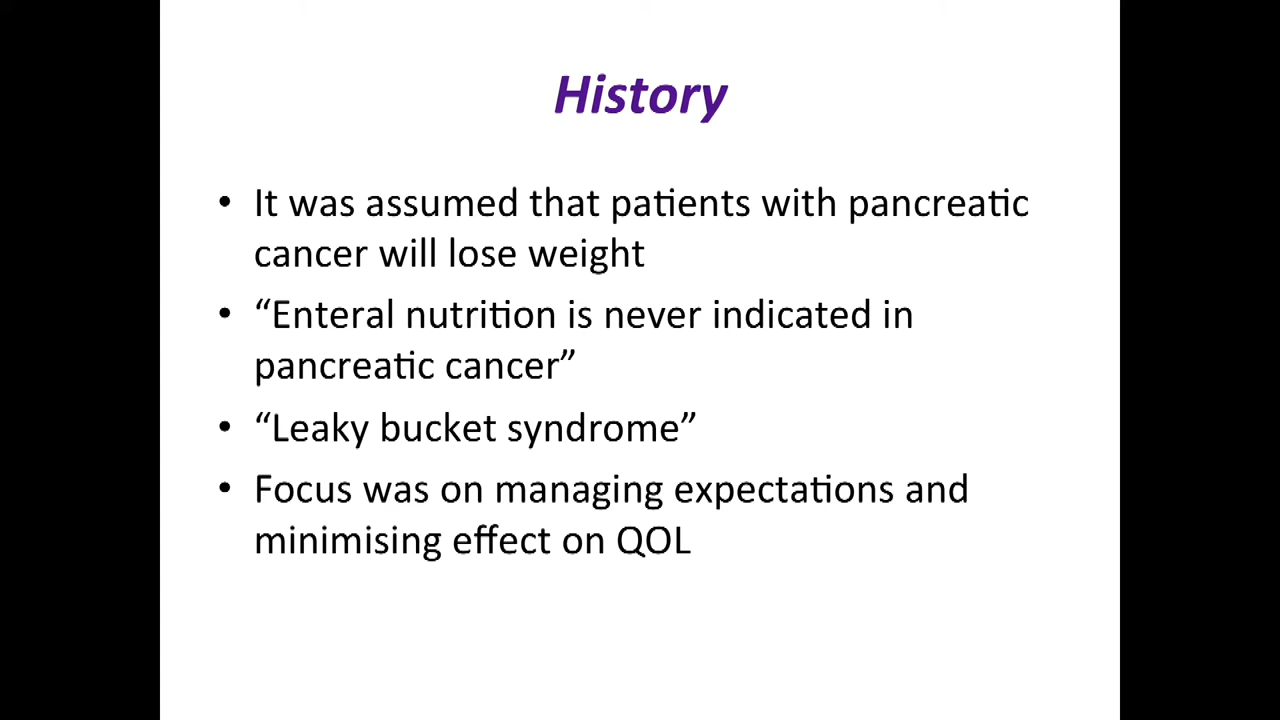 History
• It was assumed that patients with pancreatic
cancer will lose weight
• “Enteral nutrition is never indicated in
pancreatic cancer”
• “Leaky bucket syndrome”
• Focus was on managing expectations and
minimising effect on QOL